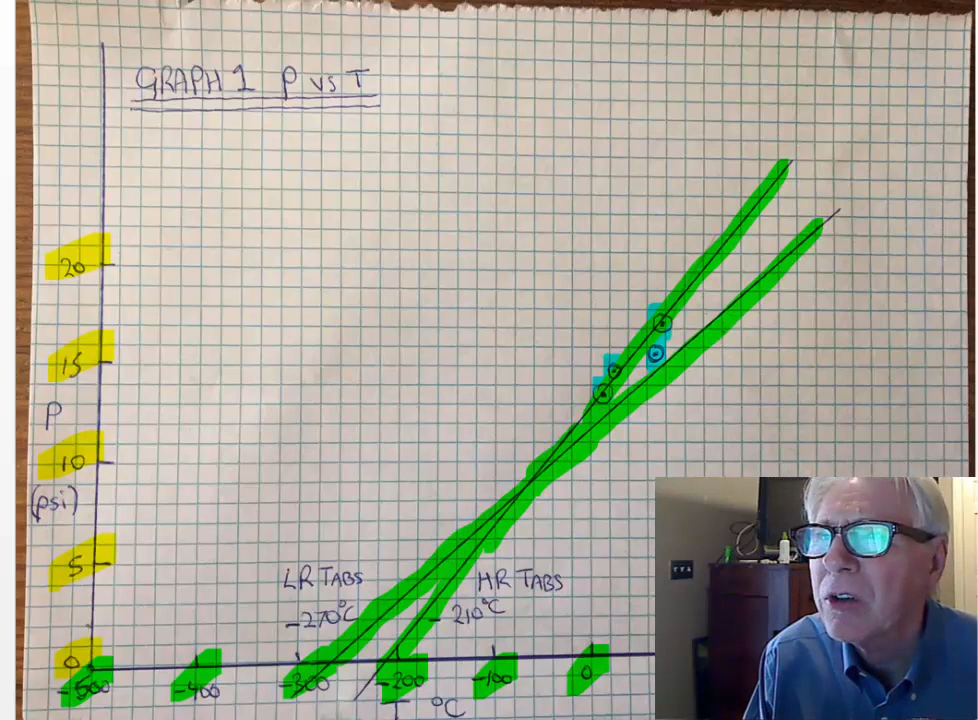 GRAPH 1 P vs T
20
15
P
10
(psi)
5
LR TABS
HR TABS
-270°C
-210°C
0
-500
-400
-300
-200
-100
0
T °C